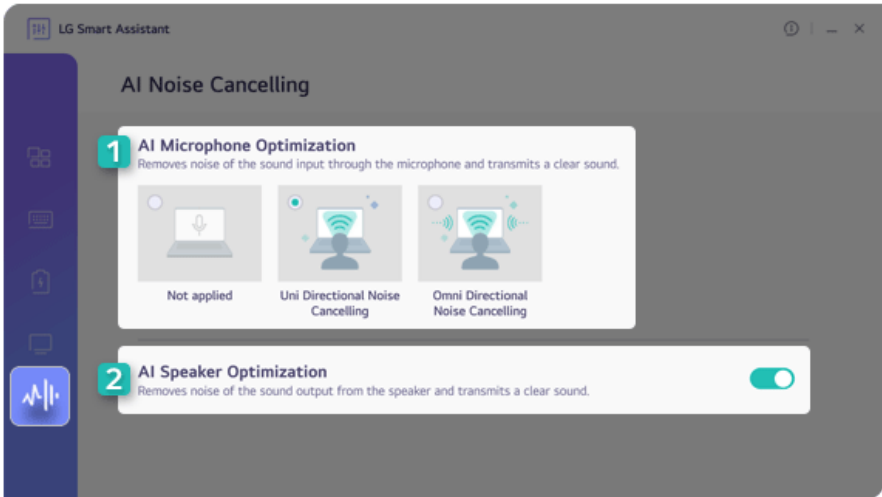 LG Smart Assistant
AI Noise Cancelling
1
AI Microphone Optimization
Removes noise of the sound input through the microphone and transmits a clear sound.
Not applied
Uni Directional Noise
Cancelling
Omni Directional
Noise Cancelling
2
AI Speaker Optimization
Removes noise of the sound output from the speaker and transmits a clear sound.